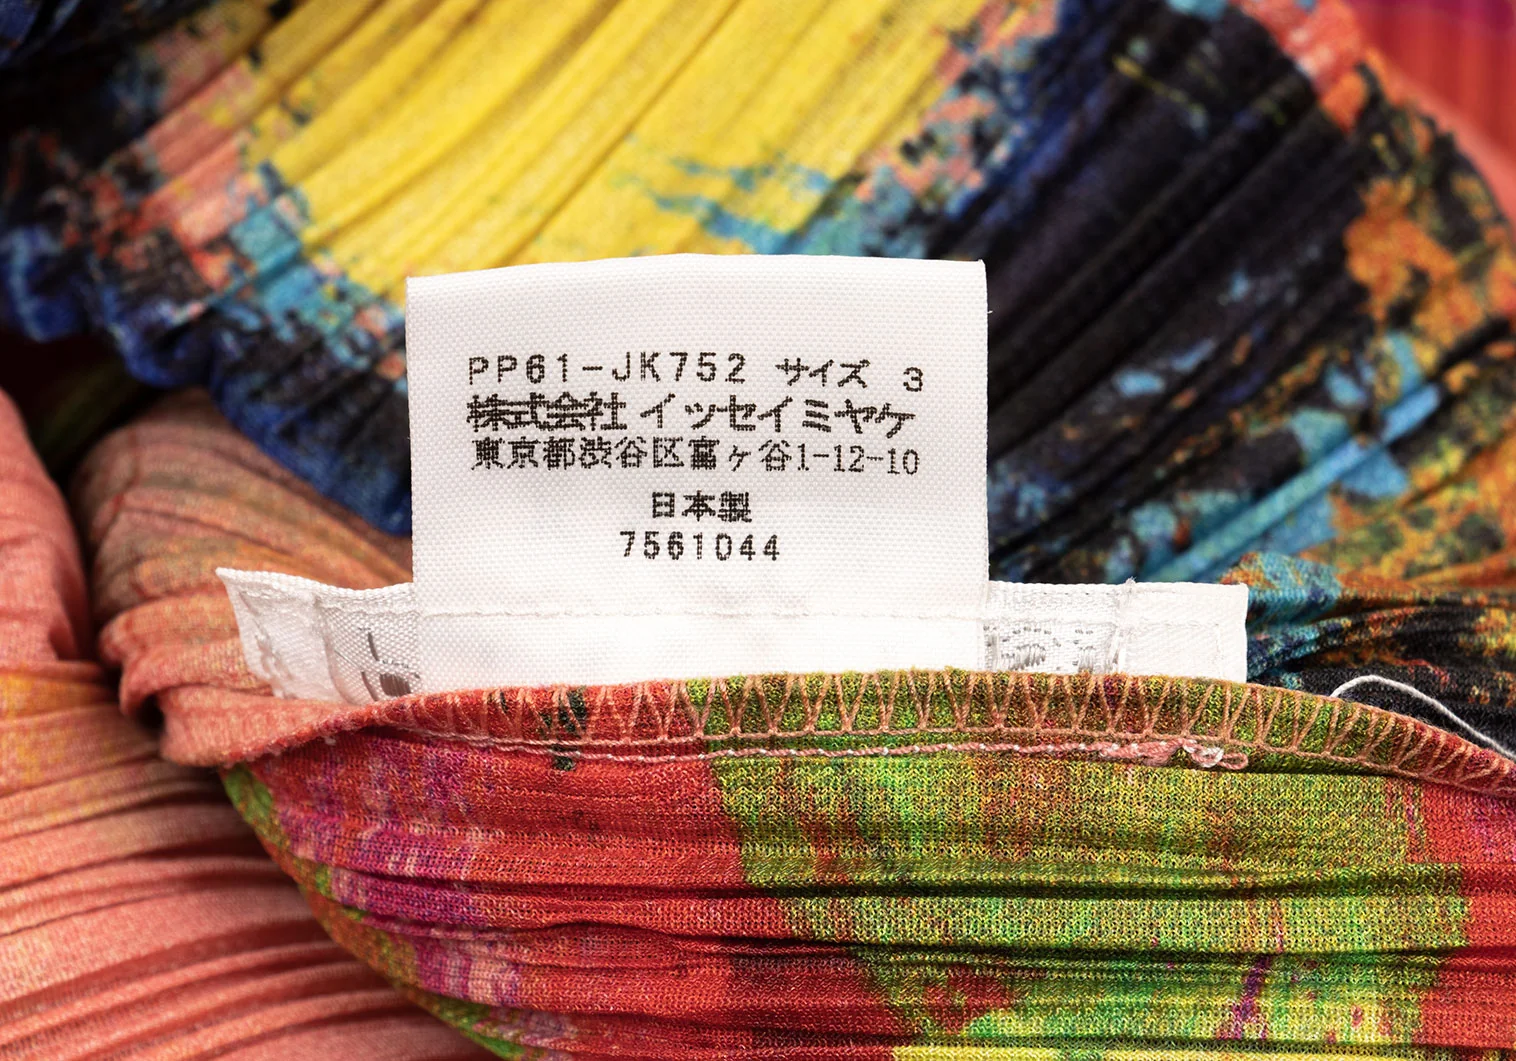 PP61-JK752 サイズ 3
株式会社 イッセイミヤケ
東京都渋谷区富ヶ谷1-12-10
日本製
7561044